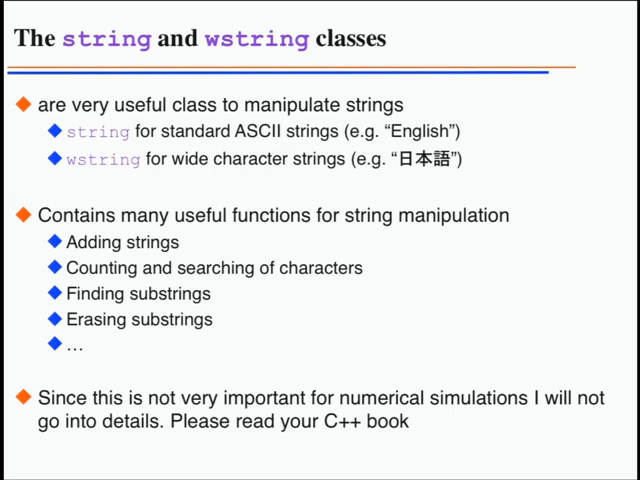 The string and wstring classes
are very useful class to manipulate strings
string for standard ASCII strings (e.g. “English”)
wstring for wide character strings (e.g. “日本語”)
Contains many useful functions for string manipulation
Adding strings
Counting and searching of characters
Finding substrings
Erasing substrings
…
Since this is not very important for numerical simulations I will not
go into details. Please read your C++ book